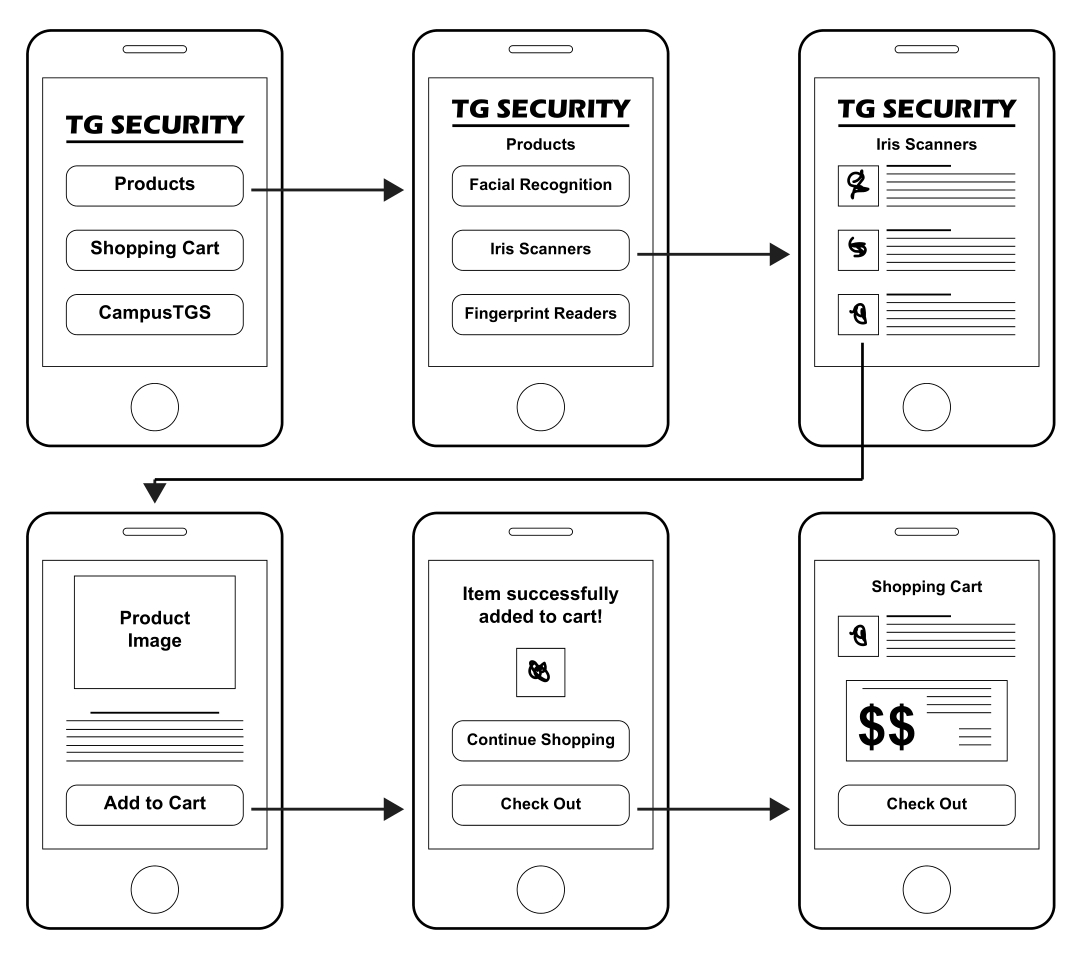 TG SECURITY
Products
Shopping Cart
CampusTGS
TG SECURITY
Products
Facial Recognition
Iris Scanners
Fingerprint Readers
TG SECURITY
Iris Scanners
Product
Image
Add to Cart
Item successfully
added to cart!
Continue Shopping
Check Out
Shopping Cart
$$
Check Out